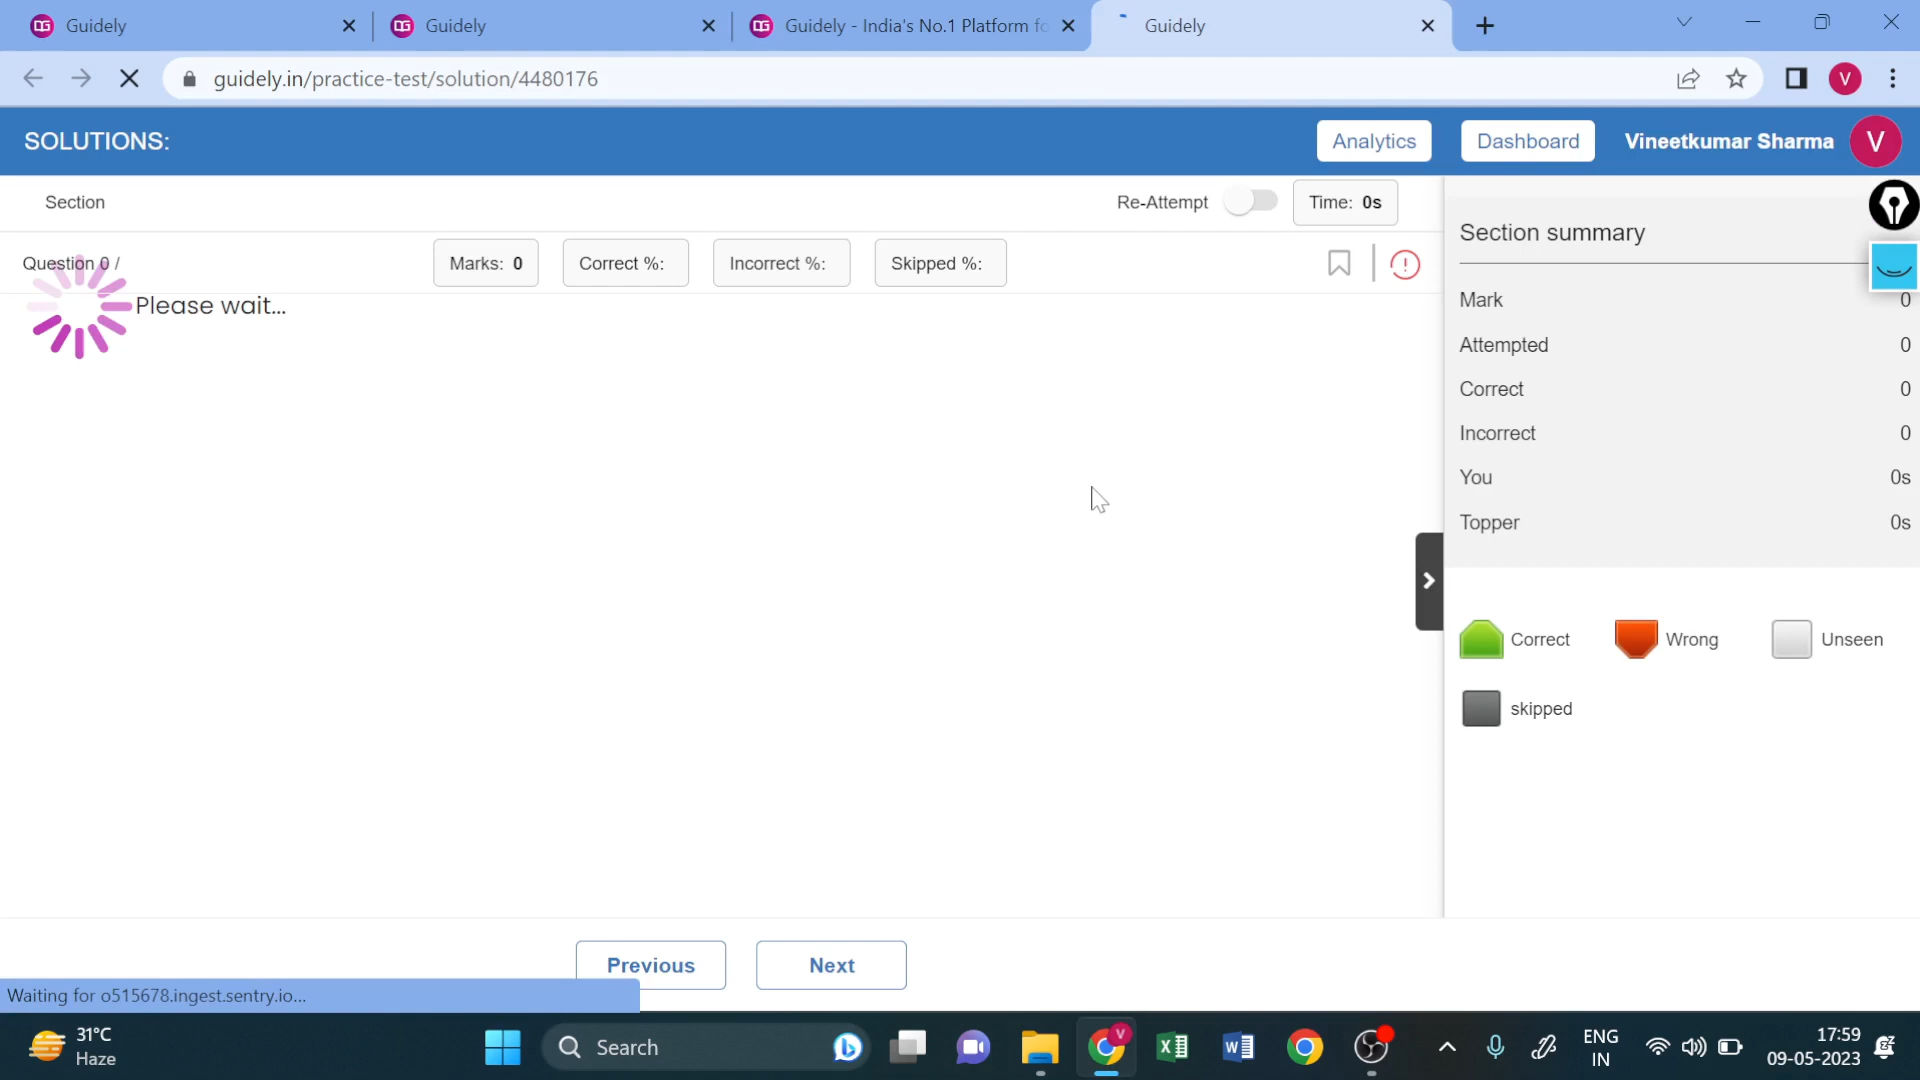 Guidely
Guidely
Guidely - India's No.1 Platform fo
Guidely
guidely.in/practice-test/solution/4480176
V
SOLUTIONS:
Analytics
Dashboard
Vineetkumar Sharma
V
Section
Re-Attempt
Time: 0s
Question 0 /
Marks: 0
Correct %:
Incorrect %:
Skipped %:
Please wait...
Section summary
Mark 0
Attempted 0
Correct 0
Incorrect 0
You 0s
Topper 0s
Correct
Wrong
Unseen
skipped
Previous
Next
Waiting for o515678.ingest.sentry.io...
31°C
Haze
Search
V
ENG
IN
17:59
09-05-2023